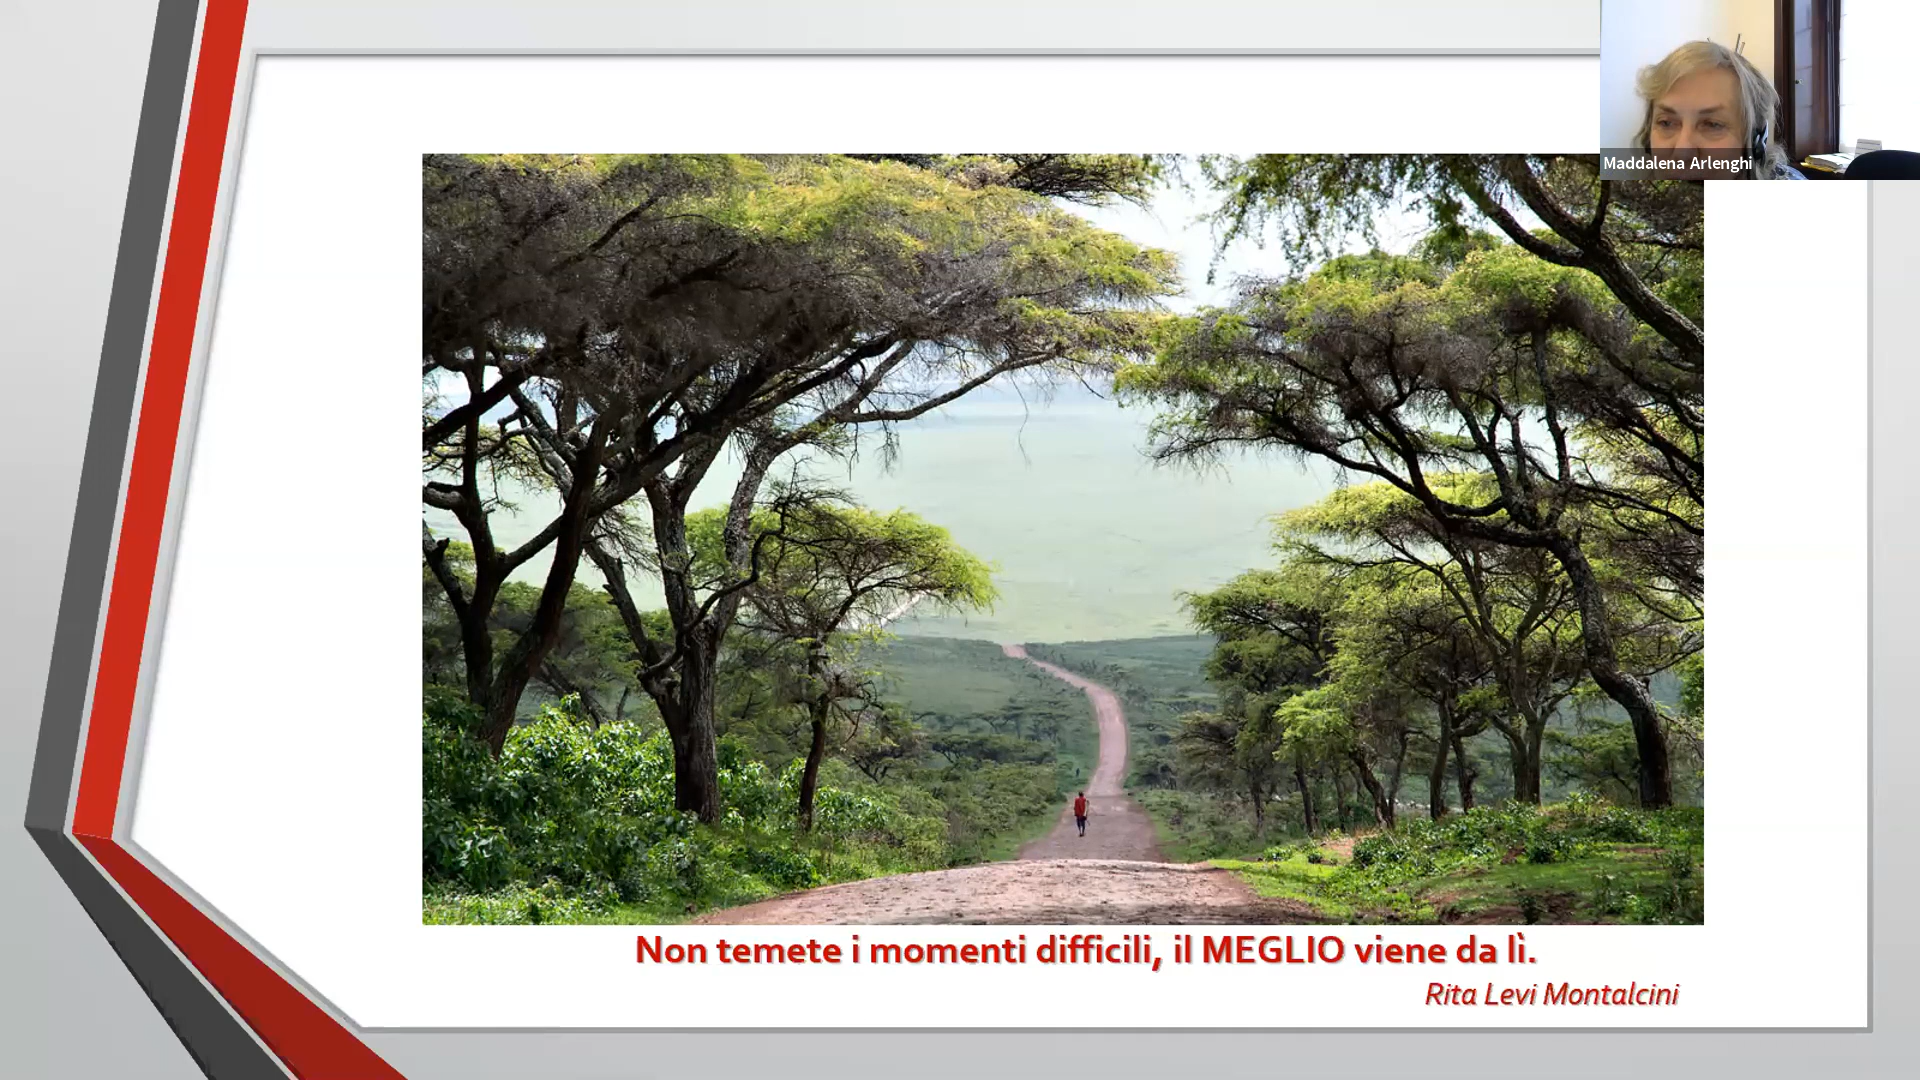 Maddalena Arlenghi
Non temete i momenti difficili, il MEGLIO viene da lì.
Rita Levi Montalcini